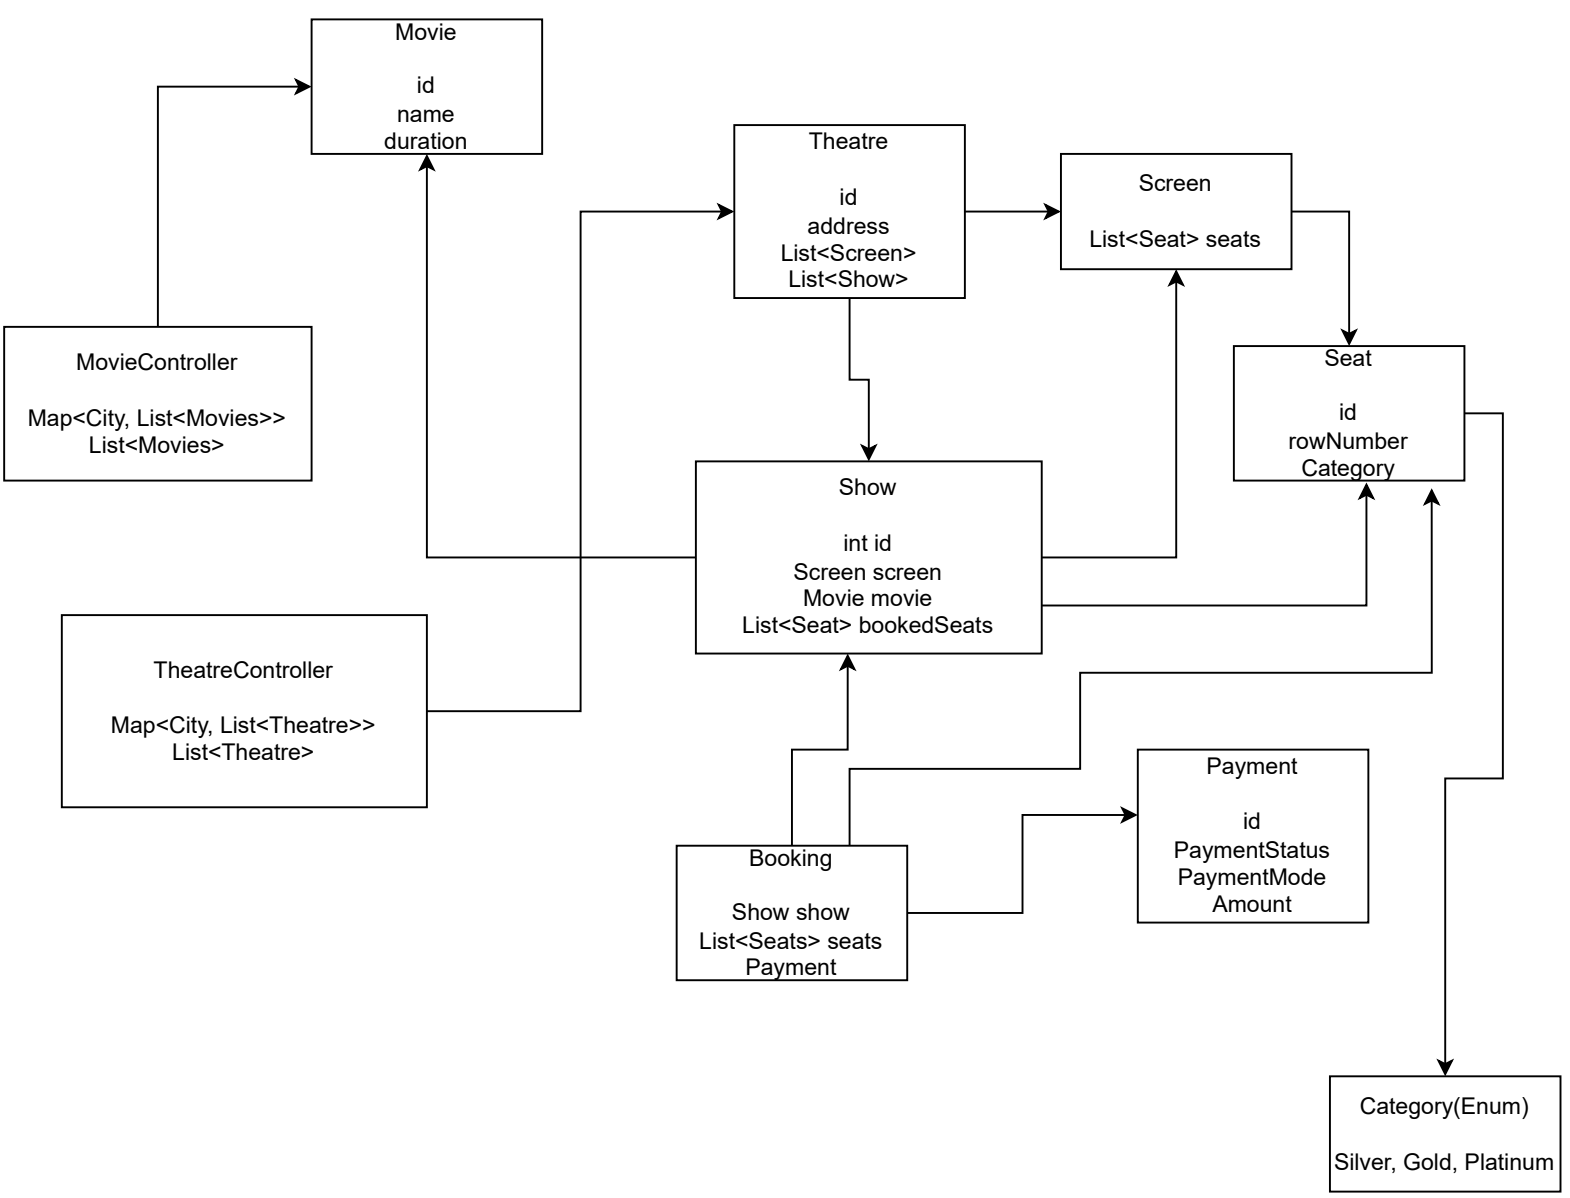 Movie
id
name
duration
Theatre
id
address
List<Screen>
List<Show>
Screen
List<Seat> seats
MovieController
Map<City, List<Movies>>
List<Movies>
Seat
id
rowNumber
Category
Show
int id
Screen screen
Movie movie
List<Seat> bookedSeats
TheatreController
Map<City, List<Theatre>>
List<Theatre>
Payment
id
PaymentStatus
PaymentMode
Amount
Booking
Show show
List<Seats> seats
Payment
Category(Enum)
Silver, Gold, Platinum